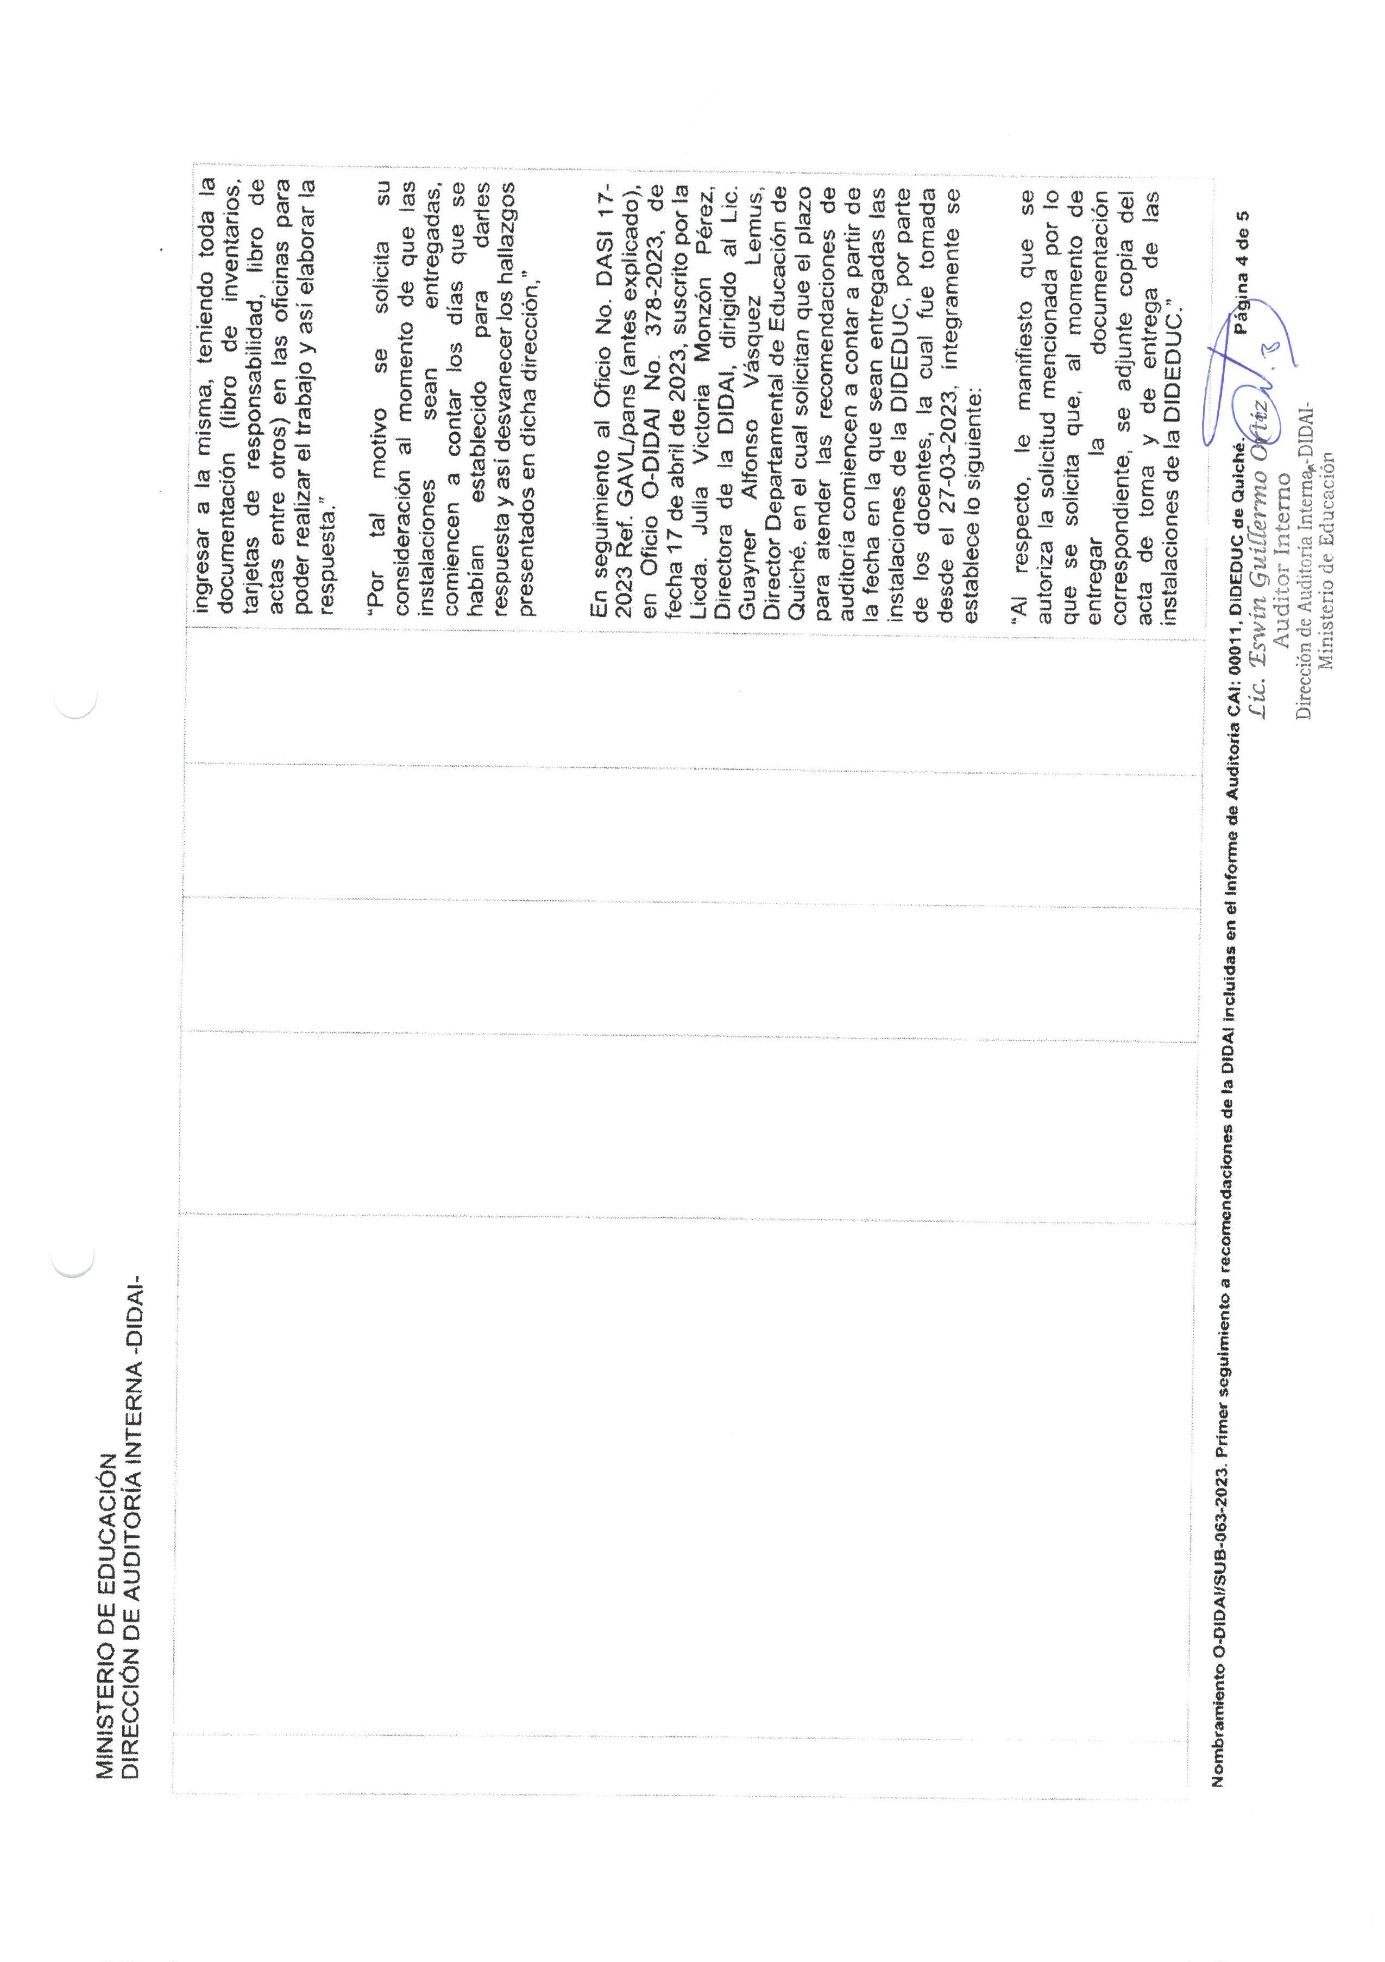 MINISTERIO DE EDUCACIÓN
DIRECCIÓN DE AUDITORÍA INTERNA -DIDAI-
ingresar a la misma, teniendo toda la
documentación (libro de inventarios,
tarjetas de responsabilidad, libro de
actas entre otros) en las oficinas para
poder realizar el trabajo y así elaborar la
respuesta.”
“Por tal motivo se solicita su
consideración al momento de que las
instalaciones sean entregadas,
comiencen a contar los días que se
habían establecido para darles
respuesta y así desvanecer los hallazgos
presentados en dicha dirección,”
En seguimiento al Oficio No. DASI 17-
2023 Ref. GAVL/pans (antes explicado),
en Oficio O-DIDAI No. 378-2023, de
fecha 17 de abril de 2023, suscrito por la
Licda. Julia Victoria Monzón Pérez,
Directora de la DIDAI, dirigido al Lic.
Guayner Alfonso Vásquez Lemus,
Director Departamental de Educación de
Quiché, en el cual solicitan que el plazo
para atender las recomendaciones de
auditoría comiencen a contar a partir de
la fecha en la que sean entregadas las
instalaciones de la DIDEDUC, por parte
de los docentes, la cual fue tomada
desde el 27-03-2023, íntegramente se
establece lo siguiente:
“Al respecto, le manifiesto que se
autoriza la solicitud mencionada por lo
que se solicita que, al momento de
entregar la documentación
correspondiente, se adjunte copia del
acta de toma y de entrega de las
instalaciones de la DIDEDUC.”
Nombramiento O-DIDAI/SUB-063-2023. Primer seguimiento a recomendaciones de la DIDAI incluidas en el Informe de Auditoría CAI: 00011, DIDEDUC de Quiché. Página 4 de 5
Lic. Eswin Guillermo Ortíz
Auditor Interno
Dirección de Auditoría Interna -DIDAI-
Ministerio de Educación